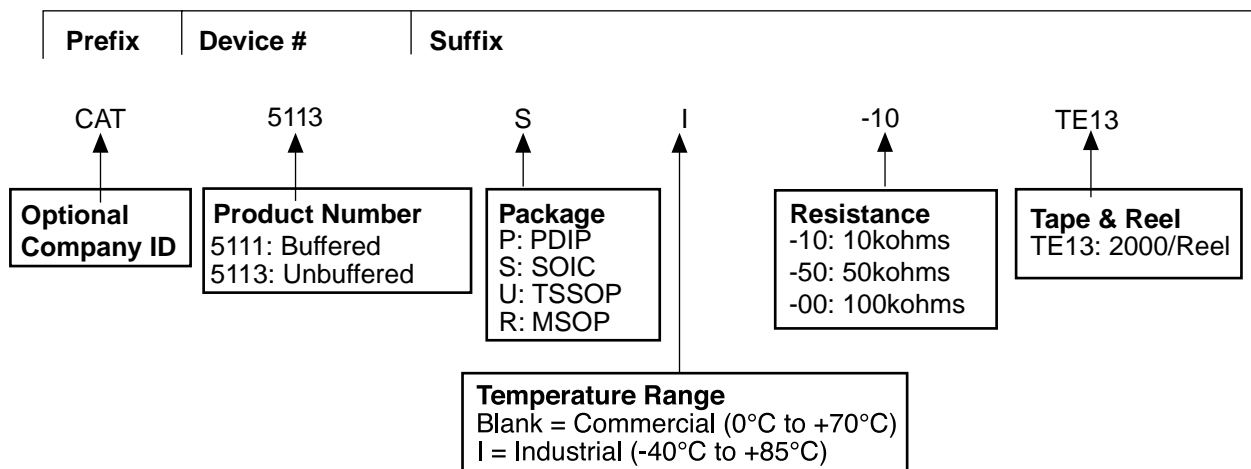 Prefix Device # Suffix
CAT 5113 S I -10 TE13
Optional
Company ID
Product Number
5111: Buffered
5113: Unbuffered
Package
P: PDIP
S: SOIC
U: TSSOP
R: MSOP
Resistance
-10: 10kohms
-50: 50kohms
-00: 100kohms
Tape & Reel
TE13: 2000/Reel
Temperature Range
Blank = Commercial (0°C to +70°C)
I = Industrial (-40°C to +85°C)